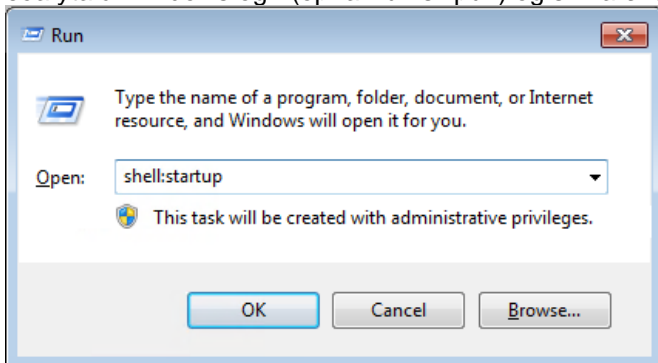 Run
Type the name of a program, folder, document, or Internet
resource, and Windows will open it for you.
Open: shell:startup
This task will be created with administrative privileges.
OK Cancel Browse...